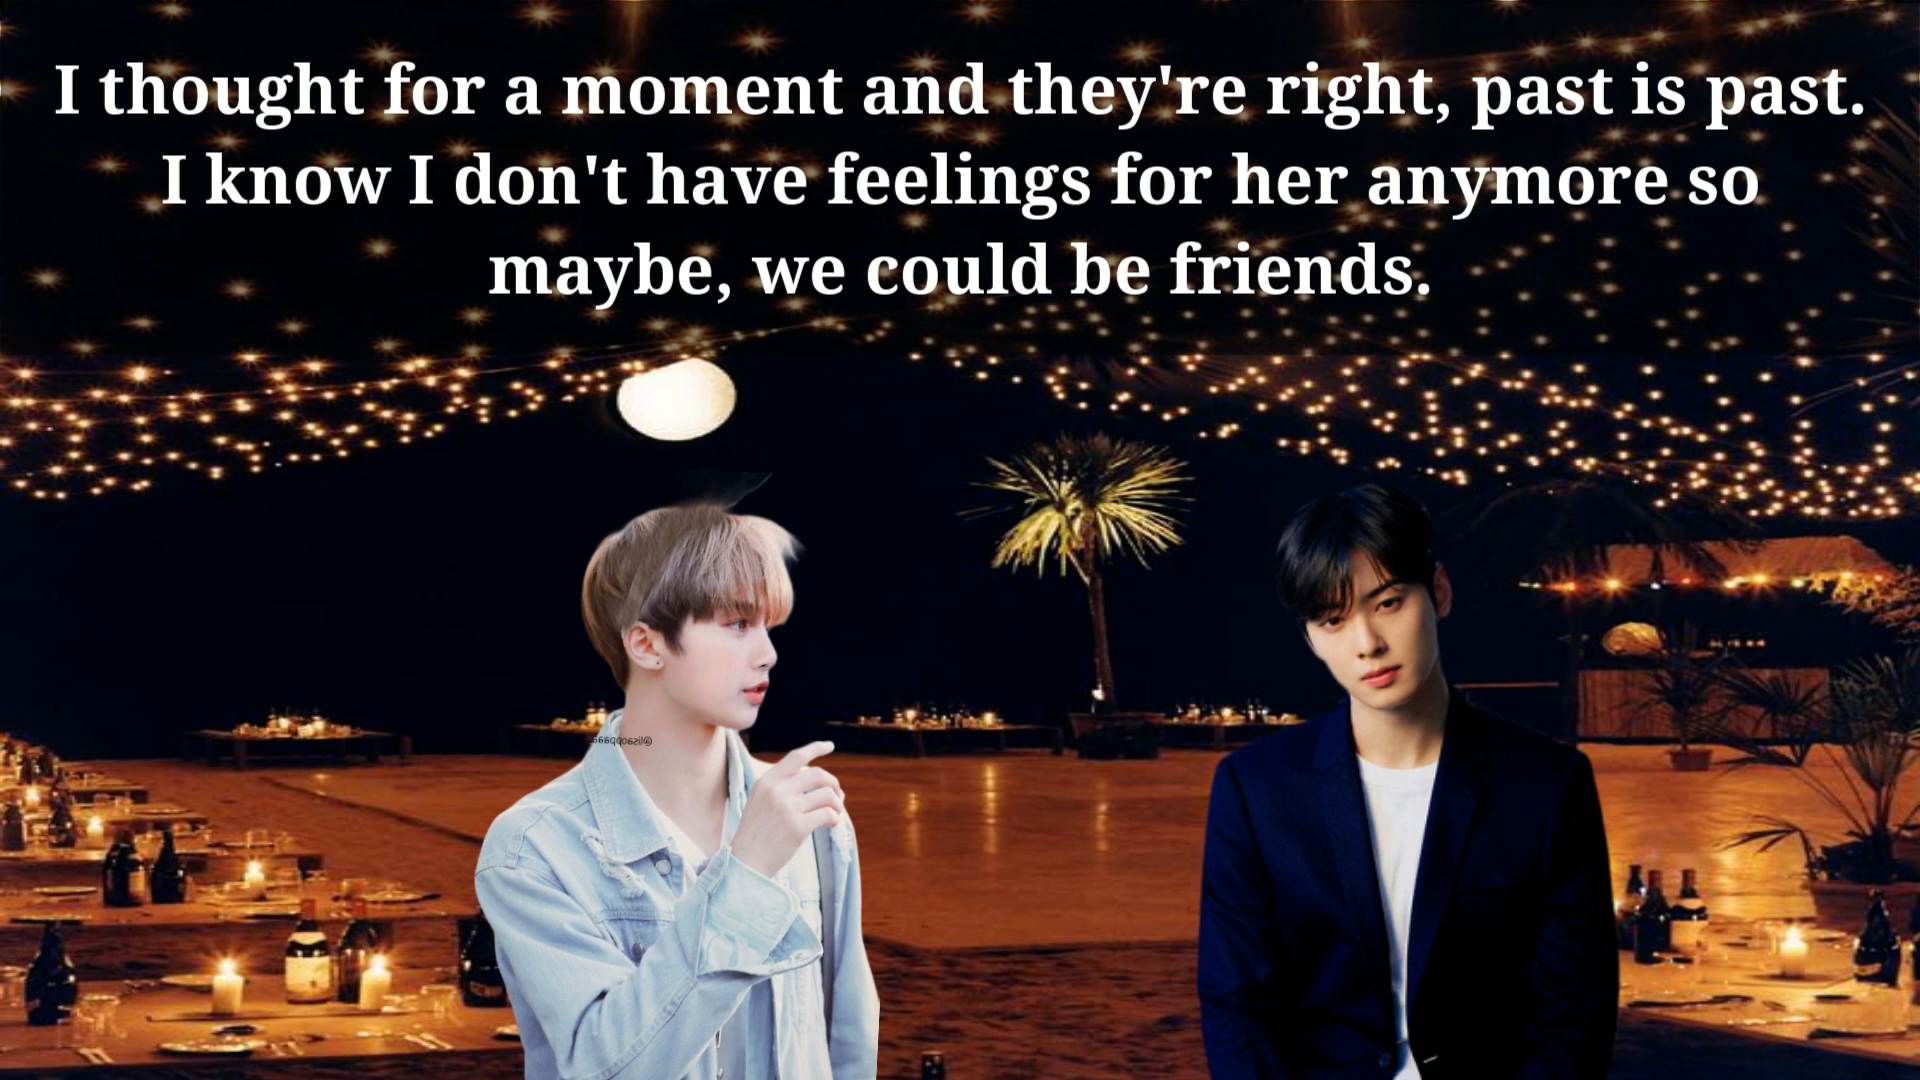 I thought for a moment and they're right, past is past.
I know I don't have feelings for her anymore so
maybe, we could be friends.
@lisaoppaaa